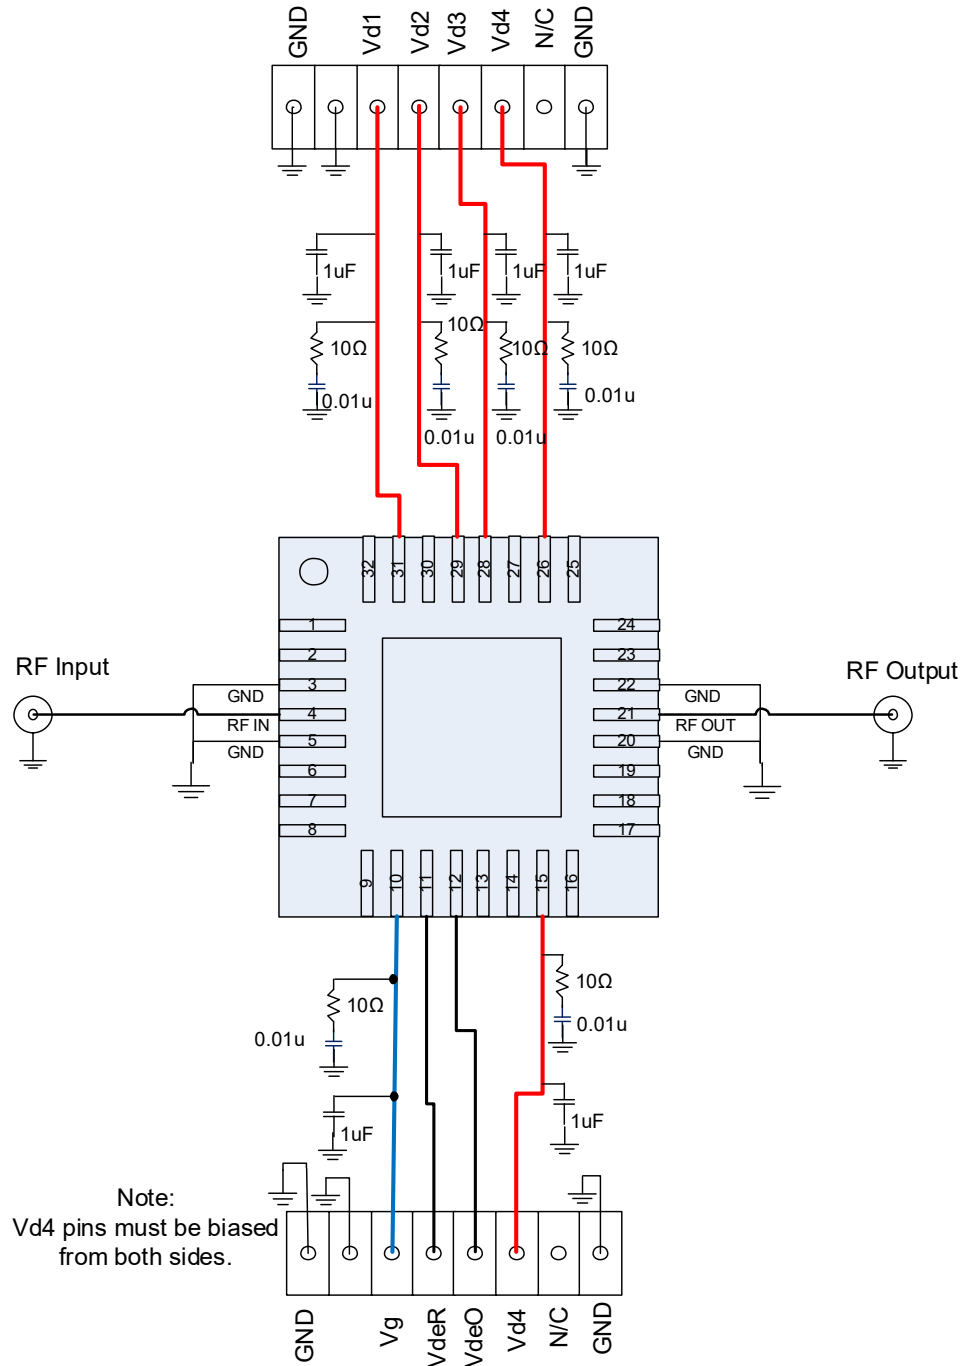 GND
Vd1
Vd2
Vd3
Vd4
N/C
GND
1uF
1uF
1uF
1uF
10Ω
10Ω
10Ω
10Ω
0.01u
0.01u
0.01u
0.01u
32
31
30
29
28
27
26
25
1
2
3
4
5
6
7
8
24
23
22
21
20
19
18
17
RF Input
GND
RF IN
GND
RF Output
GND
RF OUT
GND
9
10
11
12
13
14
15
16
10Ω
0.01u
1uF
10Ω
0.01u
1uF
Note:
Vd4 pins must be biased
from both sides.
GND
Vg
VdeR
VdeO
Vd4
N/C
GND